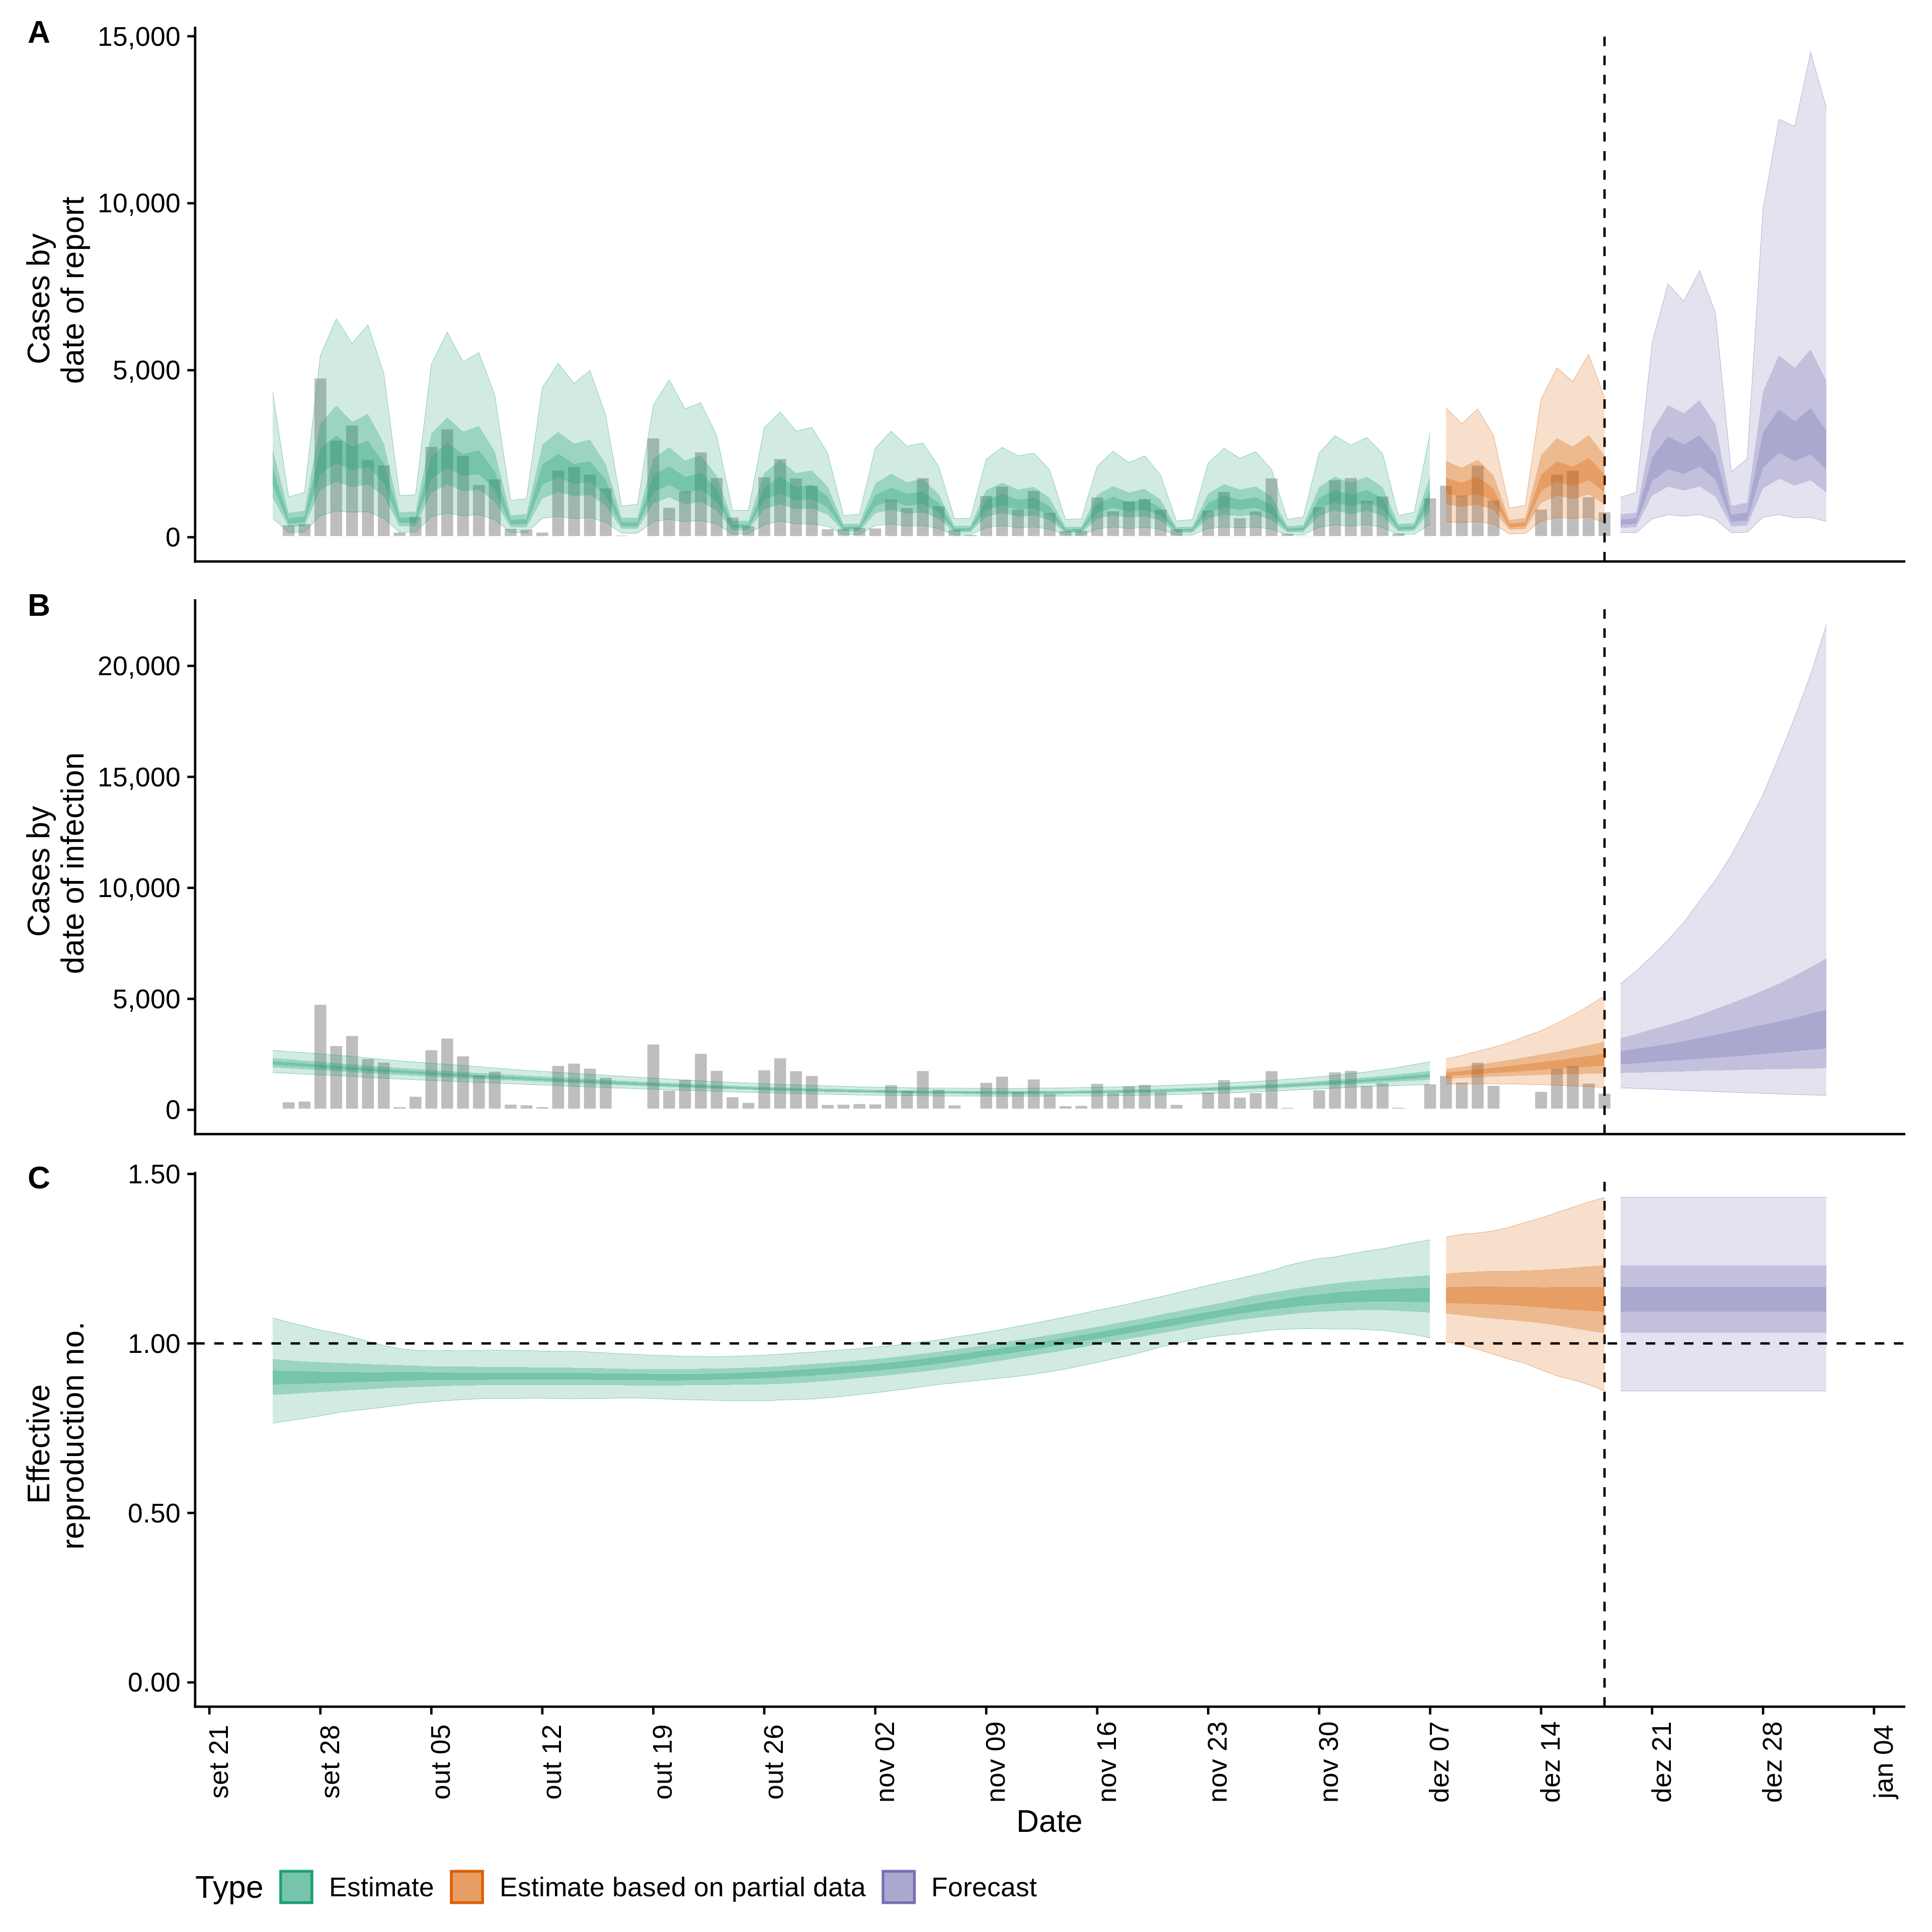 A
15,000
10,000
5,000
0
Cases by
date of report
B
20,000
15,000
10,000
5,000
0
Cases by
date of infection
C
1.50
1.00
0.50
0.00
Effective
reproduction no.
set 21
set 28
out 05
out 12
out 19
out 26
nov 02
nov 09
nov 16
nov 23
nov 30
dez 07
dez 14
dez 21
dez 28
jan 04
Date
Type Estimate Estimate based on partial data Forecast